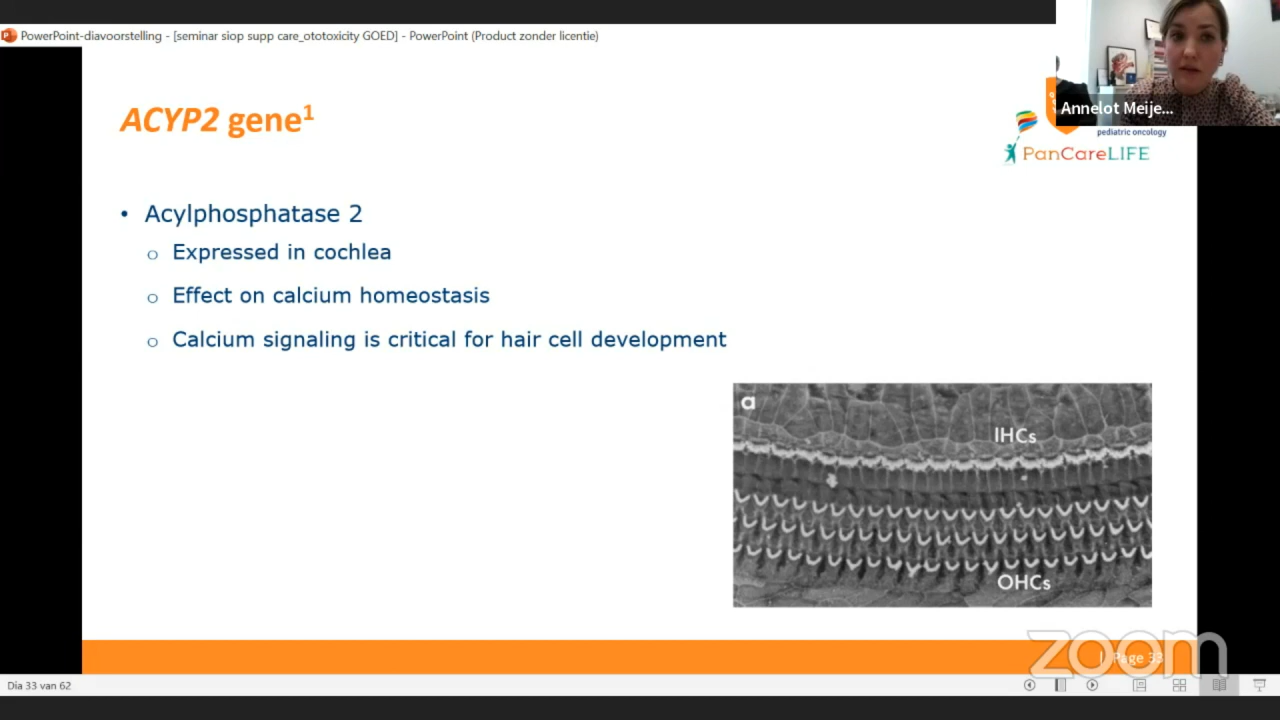 PowerPoint-diavoorstelling - [seminar siop supp care_ototoxicity GOED] - PowerPoint (Product zonder licentie)
Annelot Meije...
ACYP2 gene1
pediatric oncology
PanCareLIFE
• Acylphosphatase 2
o Expressed in cochlea
o Effect on calcium homeostasis
o Calcium signaling is critical for hair cell development
a
IHCs
OHCs
| Page 33
zoom
Dia 33 van 62